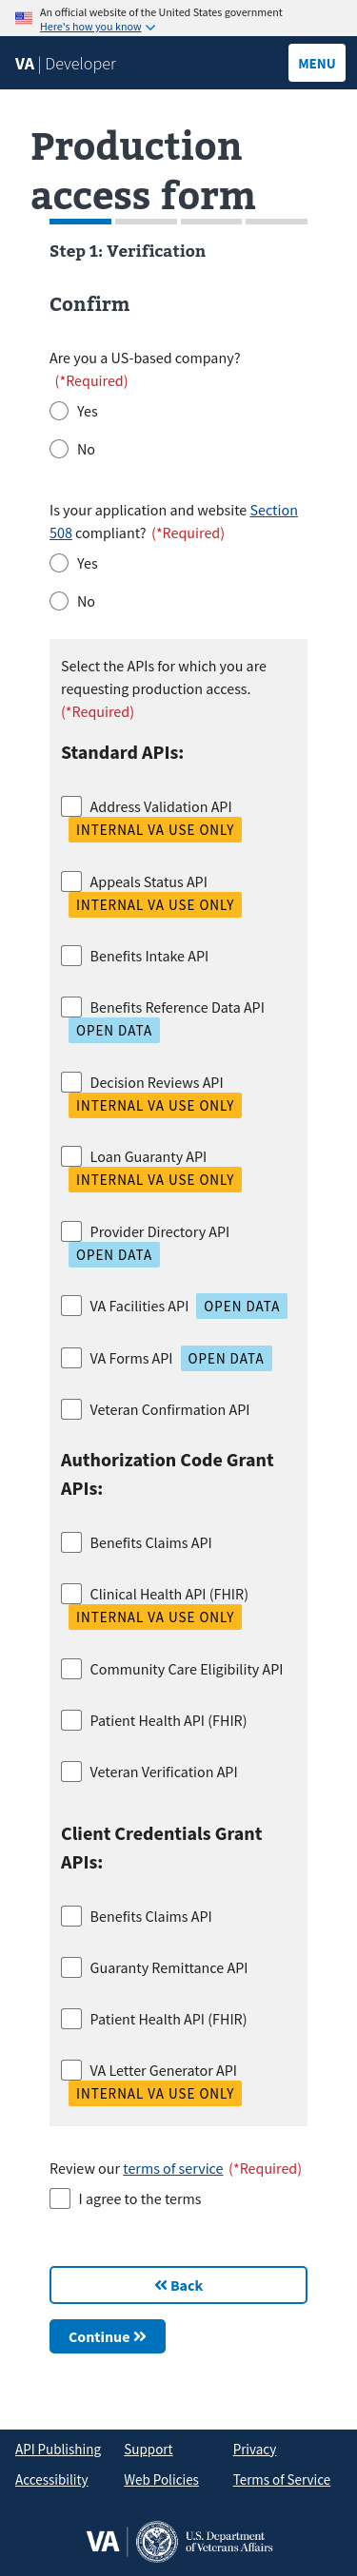 An official website of the United States government
Here's how you know
VA | Developer
MENU
Production
access form
Step 1: Verification
Confirm
Are you a US-based company?
(*Required)
Yes
No
Is your application and website Section
508 compliant? (*Required)
Yes
No
Select the APIs for which you are
requesting production access.
(*Required)
Standard APIs:
Address Validation API
INTERNAL VA USE ONLY
Appeals Status API
INTERNAL VA USE ONLY
Benefits Intake API
Benefits Reference Data API
OPEN DATA
Decision Reviews API
INTERNAL VA USE ONLY
Loan Guaranty API
INTERNAL VA USE ONLY
Provider Directory API
OPEN DATA
VA Facilities API OPEN DATA
VA Forms API OPEN DATA
Veteran Confirmation API
Authorization Code Grant
APIs:
Benefits Claims API
Clinical Health API (FHIR)
INTERNAL VA USE ONLY
Community Care Eligibility API
Patient Health API (FHIR)
Veteran Verification API
Client Credentials Grant
APIs:
Benefits Claims API
Guaranty Remittance API
Patient Health API (FHIR)
VA Letter Generator API
INTERNAL VA USE ONLY
Review our terms of service (*Required)
I agree to the terms
Back
Continue
API Publishing Support Privacy
Accessibility Web Policies Terms of Service
VA U.S. Department
of Veterans Affairs